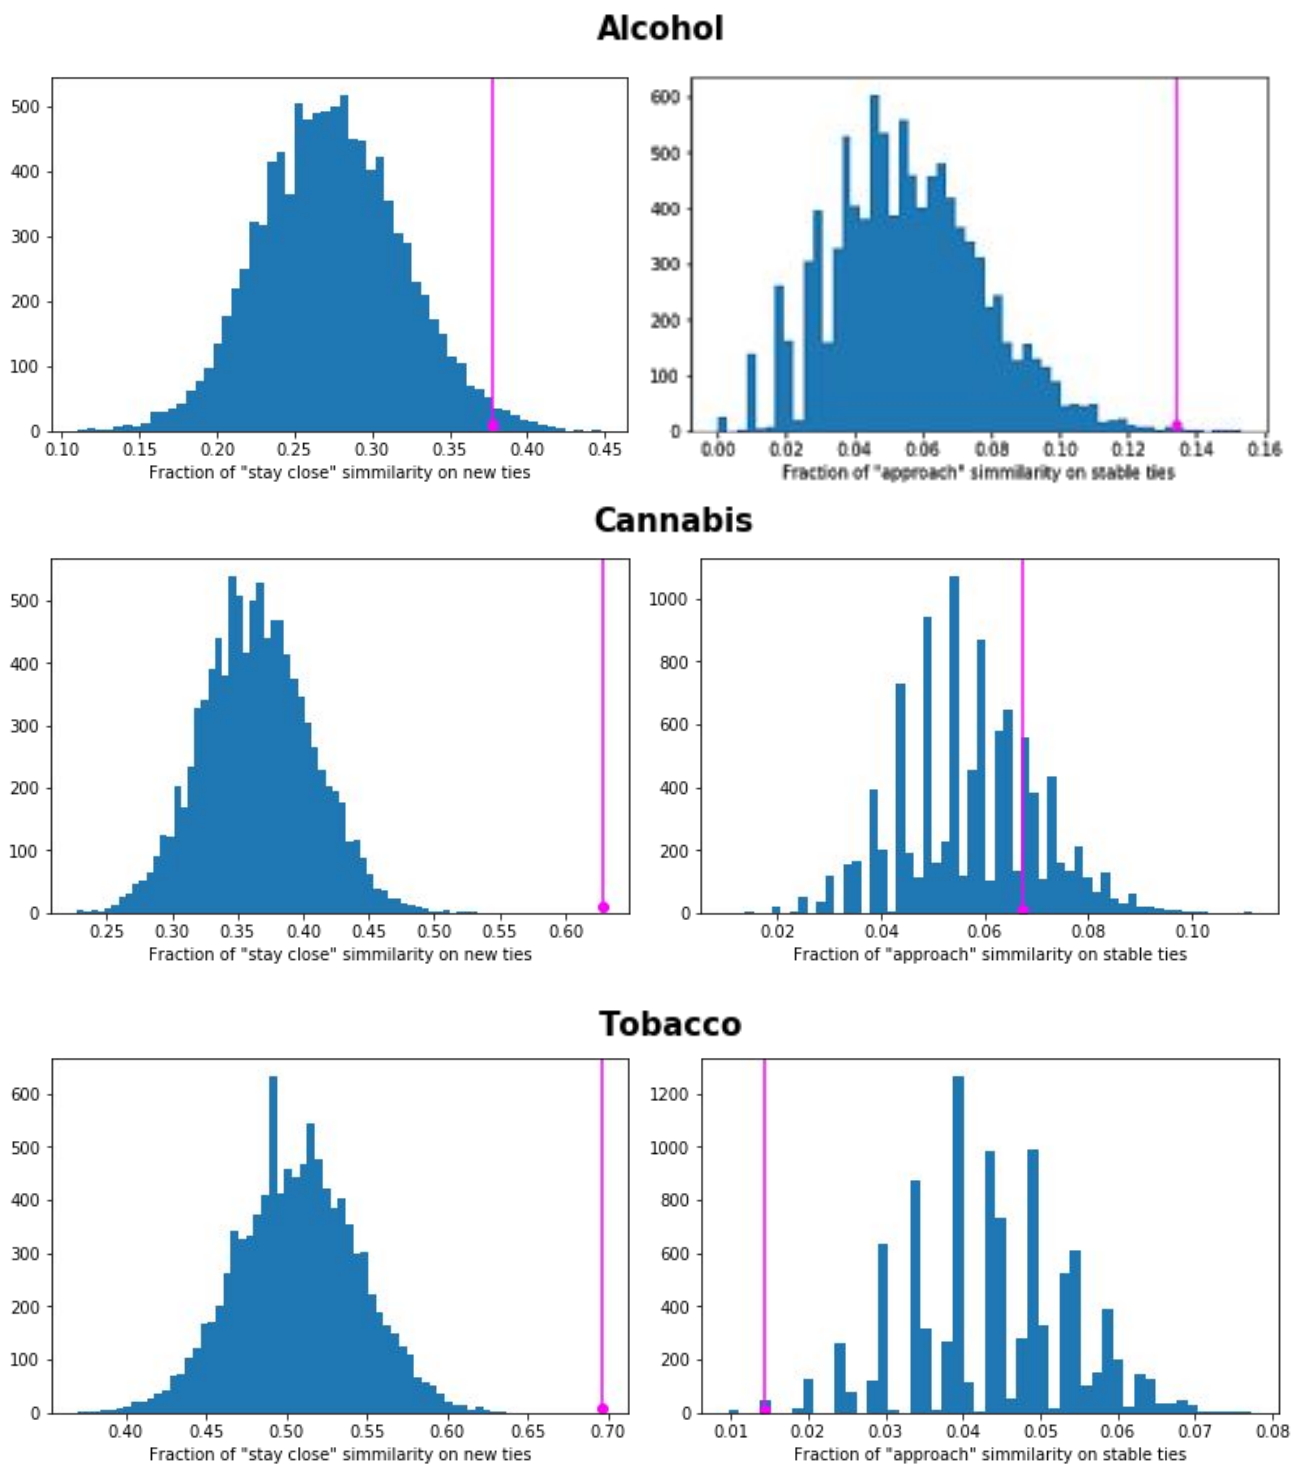 Alcohol
500
400
300
200
100
0
0.10 0.15 0.20 0.25 0.30 0.35 0.40 0.45
Fraction of "stay close" simmilarity on new ties
600
500
400
300
200
100
0
0.00 0.02 0.04 0.06 0.08 0.10 0.12 0.14 0.16
Fraction of "approach" simmilarity on stable ties
Cannabis
500
400
300
200
100
0
0.25 0.30 0.35 0.40 0.45 0.50 0.55 0.60
Fraction of "stay close" simmilarity on new ties
1000
800
600
400
200
0
0.02 0.04 0.06 0.08 0.10
Fraction of "approach" simmilarity on stable ties
Tobacco
600
500
400
300
200
100
0
0.40 0.45 0.50 0.55 0.60 0.65 0.70
Fraction of "stay close" simmilarity on new ties
1200
1000
800
600
400
200
0
0.01 0.02 0.03 0.04 0.05 0.06 0.07 0.08
Fraction of "approach" simmilarity on stable ties